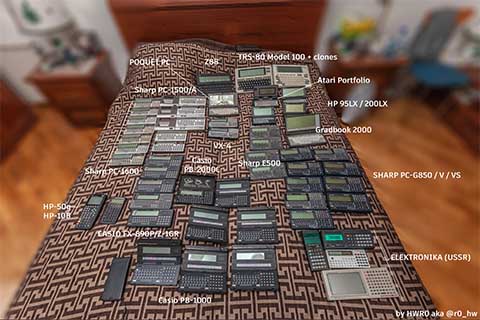 TRS-80 Model 100 + clones
POQUET PC
Z88
Atari Portfolio
Sharp PC-1500/A
HP 95LX / 200LX
Gradbook 2000
VX-4
Casio
PB-2000C
Sharp E500
Sharp PC-1600
SHARP PC-G850 / V / VS
HP-50g
HP-10B
CASIO FX-890P/Z-1GR
ELEKTRONIKA (USSR)
Casio PB-1000
by HWR0 aka @r0_hw